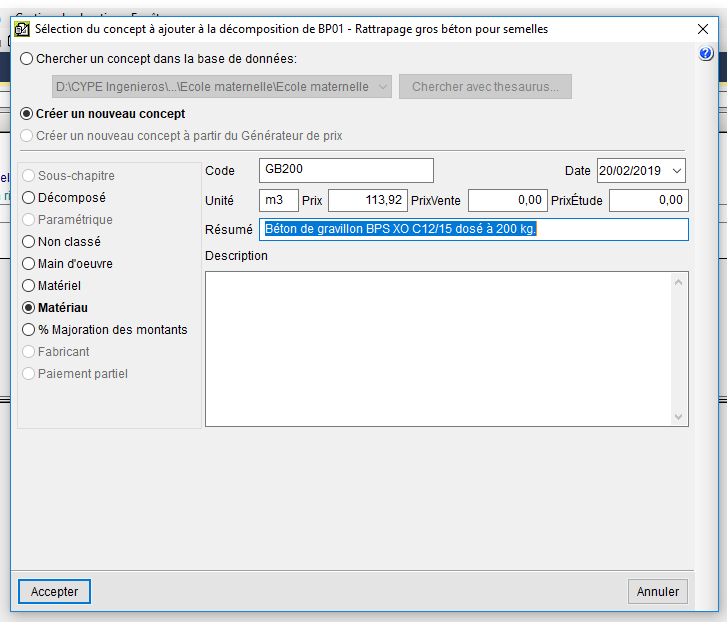 Sélection du concept à ajouter à la décomposition de BP01 - Rattrapage gros béton pour semelles
Chercher un concept dans la base de données:
D:\CYPE Ingenieros\...\Ecole maternelle\Ecole maternelle
Chercher avec thesaurus...
Créer un nouveau concept
Créer un nouveau concept à partir du Générateur de prix
Sous-chapitre
Décomposé
Paramétrique
Non classé
Main d'oeuvre
Matériel
Matériau
% Majoration des montants
Fabricant
Paiement partiel
Code GB200 Date 20/02/2019
Unité m3 Prix 113,92 PrixVente 0,00 PrixÉtude 0,00
Résumé Béton de gravillon BPS XO C12/15 dosé à 200 kg.
Description
Accepter Annuler